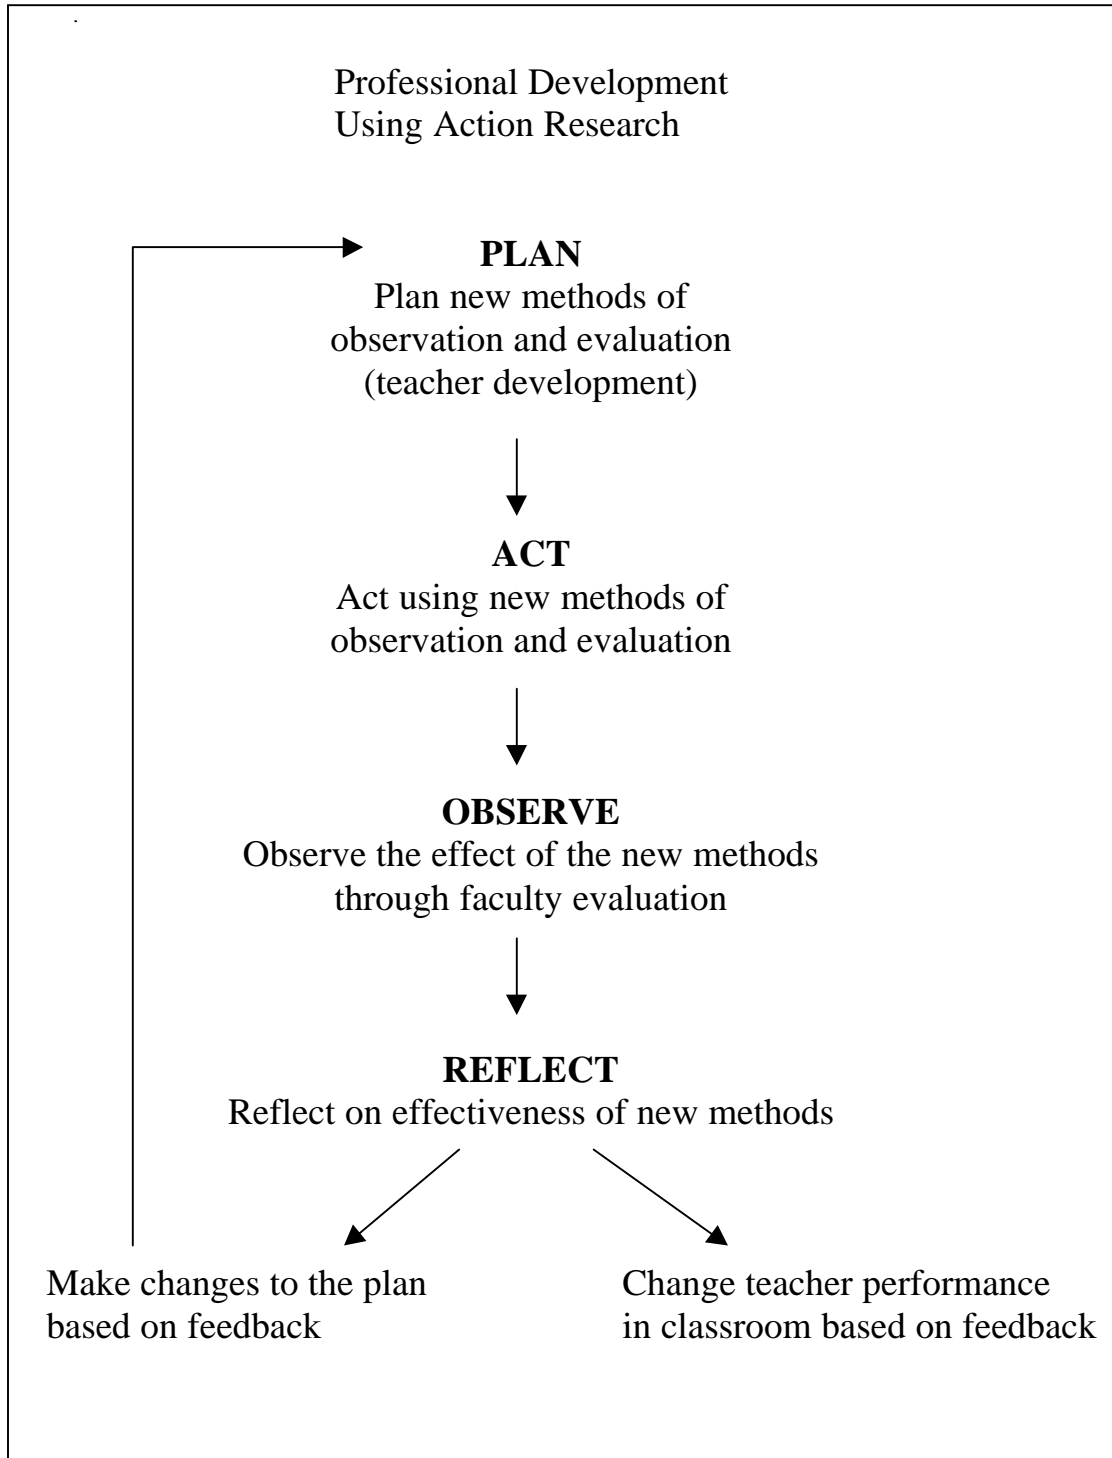 Professional Development
Using Action Research
PLAN
Plan new methods of
observation and evaluation
(teacher development)
ACT
Act using new methods of
observation and evaluation
OBSERVE
Observe the effect of the new methods
through faculty evaluation
REFLECT
Reflect on effectiveness of new methods
Make changes to the plan
based on feedback
Change teacher performance
in classroom based on feedback